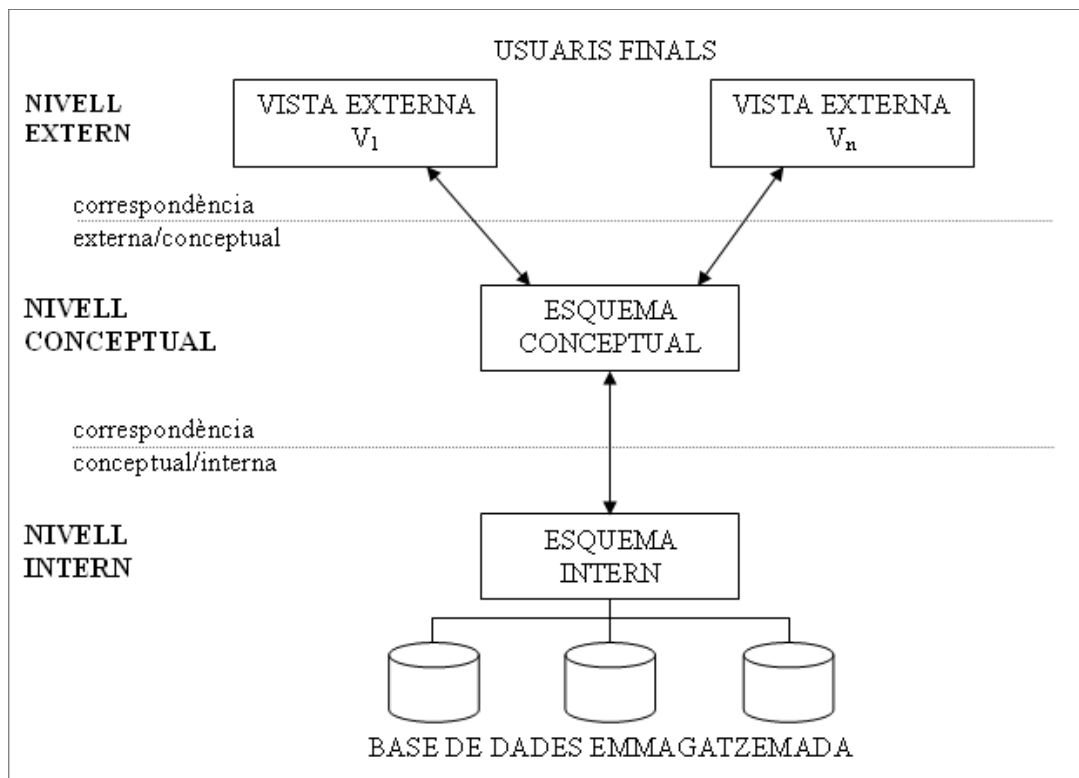 USUARIS FINALS
NIVELL
EXTERN
VISTA EXTERNA
V1
VISTA EXTERNA
Vn
correspondència
externa/conceptual
NIVELL
CONCEPTUAL
ESQUEMA
CONCEPTUAL
correspondència
conceptual/interna
NIVELL
INTERN
ESQUEMA
INTERN
BASE DE DADES EMMAGATZEMADA